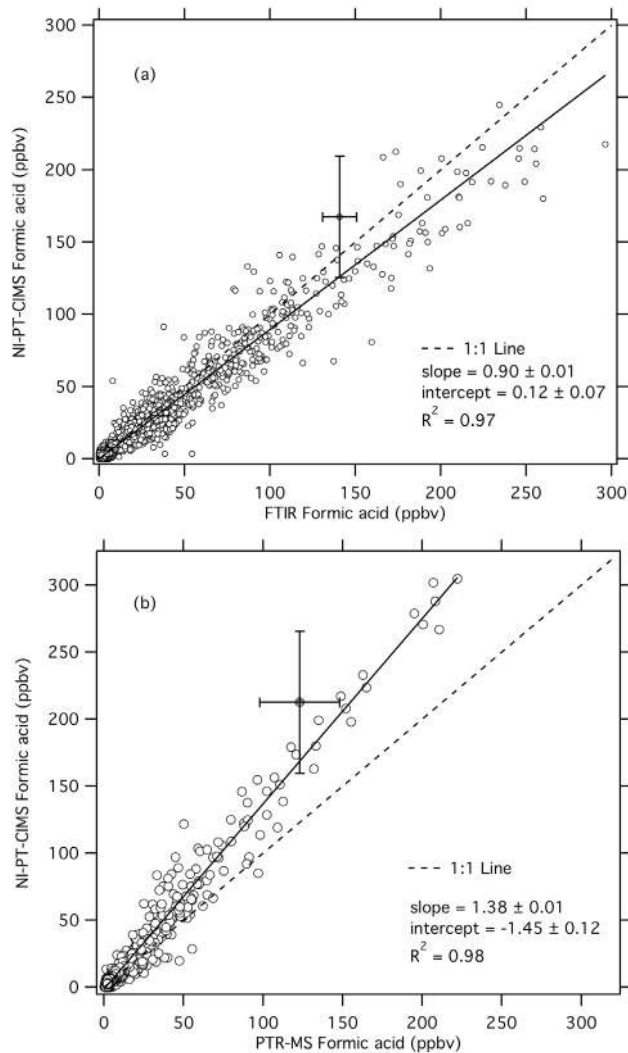 300
(a)
250
200
150
100
50
0
NI-PT-CIMS Formic acid (ppbv)
1:1 Line
slope = 0.90 ± 0.01
intercept = 0.12 ± 0.07
R² = 0.97
0 50 100 150 200 250 300
FTIR Formic acid (ppbv)
300
(b)
250
200
150
100
50
0
NI-PT-CIMS Formic acid (ppbv)
1:1 Line
slope = 1.38 ± 0.01
intercept = -1.45 ± 0.12
R² = 0.98
0 50 100 150 200 250 300
PTR-MS Formic acid (ppbv)